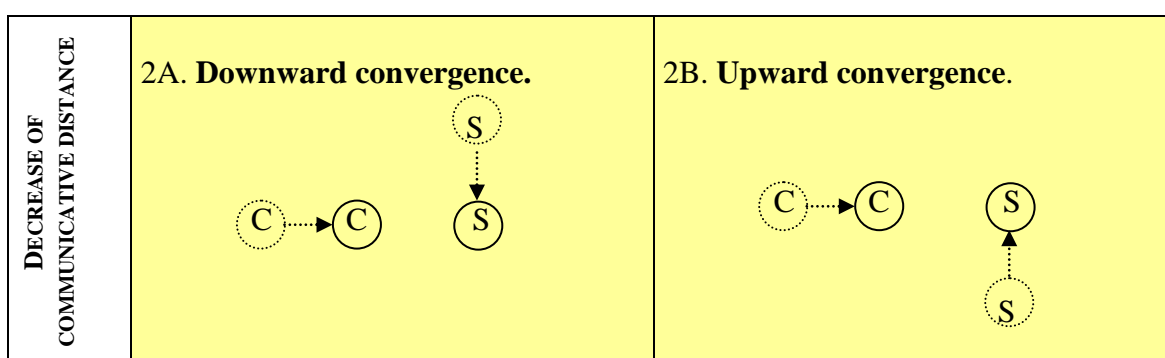 DECREASE OF
COMMUNICATIVE DISTANCE
2A. Downward convergence.
S
C C S
2B. Upward convergence.
C C S
S